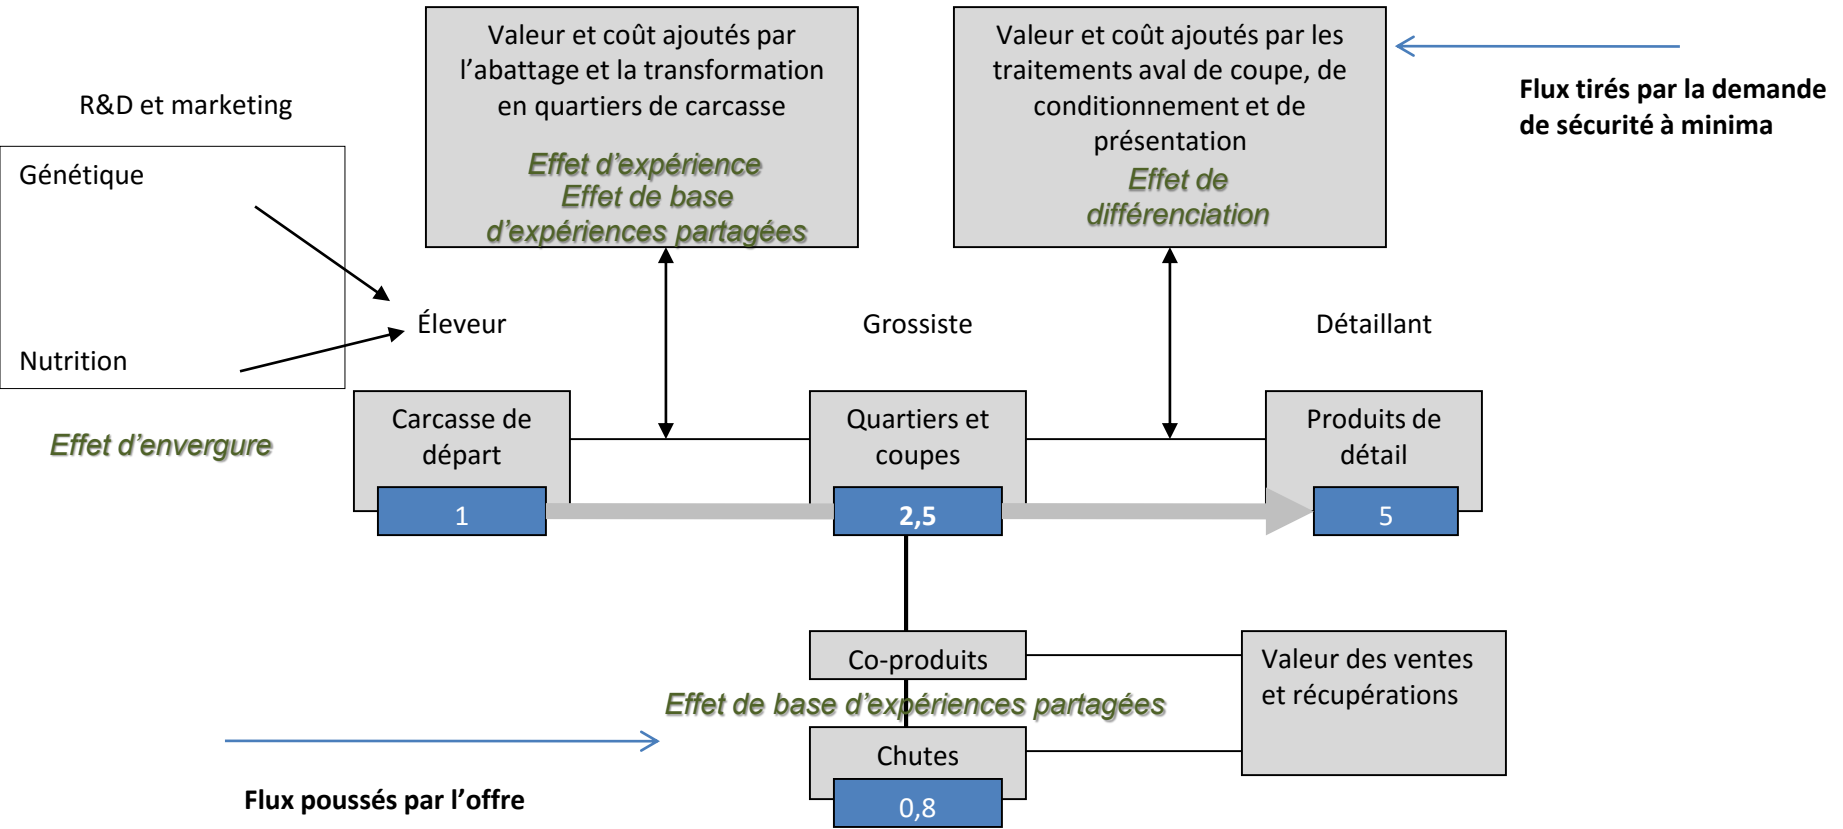 Valeur et coût ajoutés par
l’abattage et la transformation
en quartiers de carcasse
Effet d’expérience
Effet de base
d’expériences partagées
Valeur et coût ajoutés par les
traitements aval de coupe, de
conditionnement et de
présentation
Effet de
différenciation
Flux tirés par la demande
de sécurité à minima
R&D et marketing
Génétique
Nutrition
Éleveur
Grossiste
Détaillant
Effet d’envergure
Carcasse de
départ
1
Quartiers et
coupes
2,5
Produits de
détail
5
Co-produits
Effet de base d’expériences partagées
Chutes
0,8
Valeur des ventes
et récupérations
Flux poussés par l’offre